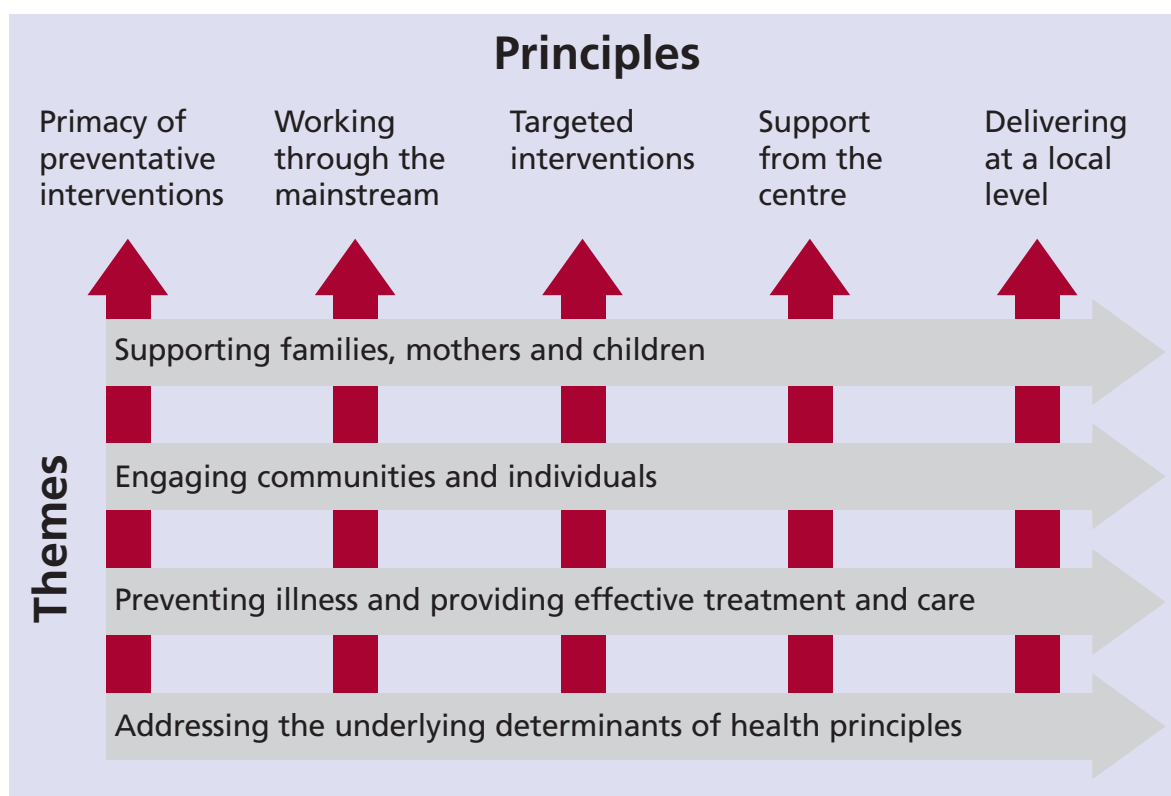 Principles
Primacy of
preventative
interventions
Working
through the
mainstream
Targeted
interventions
Support
from the
centre
Delivering
at a local
level
Themes
Supporting families, mothers and children
Engaging communities and individuals
Preventing illness and providing effective treatment and care
Addressing the underlying determinants of health principles